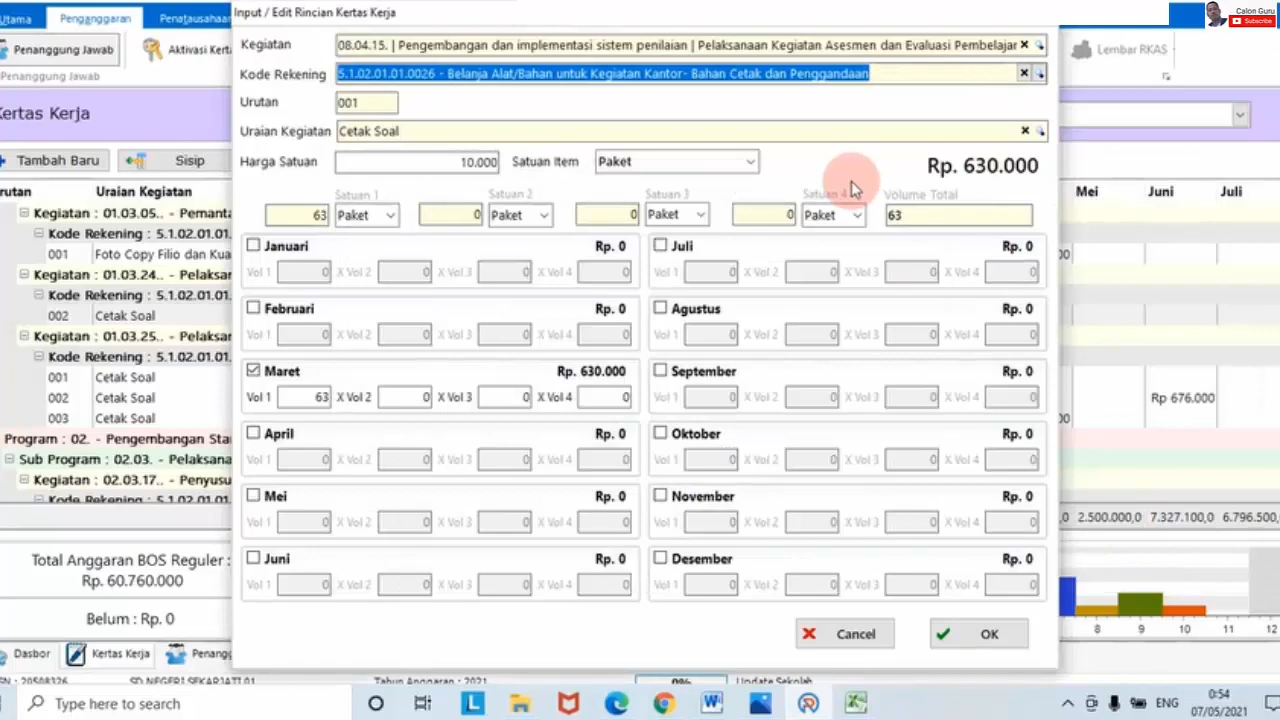 Input / Edit Rincian Kertas Kerja
Utama Penganggaran Penatausahaan
Calon Guru
Subscribe
Penanggung Jawab Aktivasi Kert
Lembar RKAS
Penanggung Jawab
Kertas Kerja
Kegiatan 08.04.15. | Pengembangan dan implementasi sistem penilaian | Pelaksanaan Kegiatan Asesmen dan Evaluasi Pembelajar
Kode Rekening 5.1.02.01.01.0026 - Belanja Alat/Bahan untuk Kegiatan Kantor- Bahan Cetak dan Penggandaan
Urutan 001
Uraian Kegiatan Cetak Soal
Harga Satuan 10.000 Satuan Item Paket Rp. 630.000
Satuan 1 Satuan 2 Satuan 3 Satuan 4 Volume Total
63 Paket 0 Paket 0 Paket 0 Paket 63
Januari Rp. 0 Juli Rp. 0
Vol 1 0 X Vol 2 0 X Vol 3 0 X Vol 4 0 Vol 1 0 X Vol 2 0 X Vol 3 0 X Vol 4 0
Februari Rp. 0 Agustus Rp. 0
Vol 1 0 X Vol 2 0 X Vol 3 0 X Vol 4 0 Vol 1 0 X Vol 2 0 X Vol 3 0 X Vol 4 0
Maret Rp. 630.000 September Rp. 0
Vol 1 63 X Vol 2 0 X Vol 3 0 X Vol 4 0 Vol 1 0 X Vol 2 0 X Vol 3 0 X Vol 4 0
April Rp. 0 Oktober Rp. 0
Vol 1 0 X Vol 2 0 X Vol 3 0 X Vol 4 0 Vol 1 0 X Vol 2 0 X Vol 3 0 X Vol 4 0
Mei Rp. 0 November Rp. 0
Vol 1 0 X Vol 2 0 X Vol 3 0 X Vol 4 0 Vol 1 0 X Vol 2 0 X Vol 3 0 X Vol 4 0
Juni Rp. 0 Desember Rp. 0
Vol 1 0 X Vol 2 0 X Vol 3 0 X Vol 4 0 Vol 1 0 X Vol 2 0 X Vol 3 0 X Vol 4 0
Cancel OK
Tambah Baru Sisip
rutan Uraian Kegiatan Mei Juni Juli
Kegiatan : 01.03.05.. - Pemanta
Kode Rekening : 5.1.02.01.01.
001 Foto Copy Filio dan Kua 00
Kegiatan : 01.03.24.. - Pelaksar
Kode Rekening : 5.1.02.01.01.
002 Cetak Soal
Kegiatan : 01.03.25.. - Pelaksar
Kode Rekening : 5.1.02.01.01.
001 Cetak Soal
002 Cetak Soal Rp 676.000
003 Cetak Soal 00
Program : 02. - Pengembangan Sta
Sub Program : 02.03. - Pelaksana
Kegiatan : 02.03.17.. - Penyusu
Kode Rekening : 5.1.02.01.01
,0 2.500.000,0 7.327.100,0 6.796.500
Total Anggaran BOS Reguler :
Rp. 60.760.000
Belum : Rp. 0
8 9 10 11 12
Dasbor Kertas Kerja Penangg
SN : 20508326 SD NEGERI SEKARJATI 01 Tahun Anggaran : 2021 0% Update Sekolah
Type here to search
ENG
0:54
07/05/2021